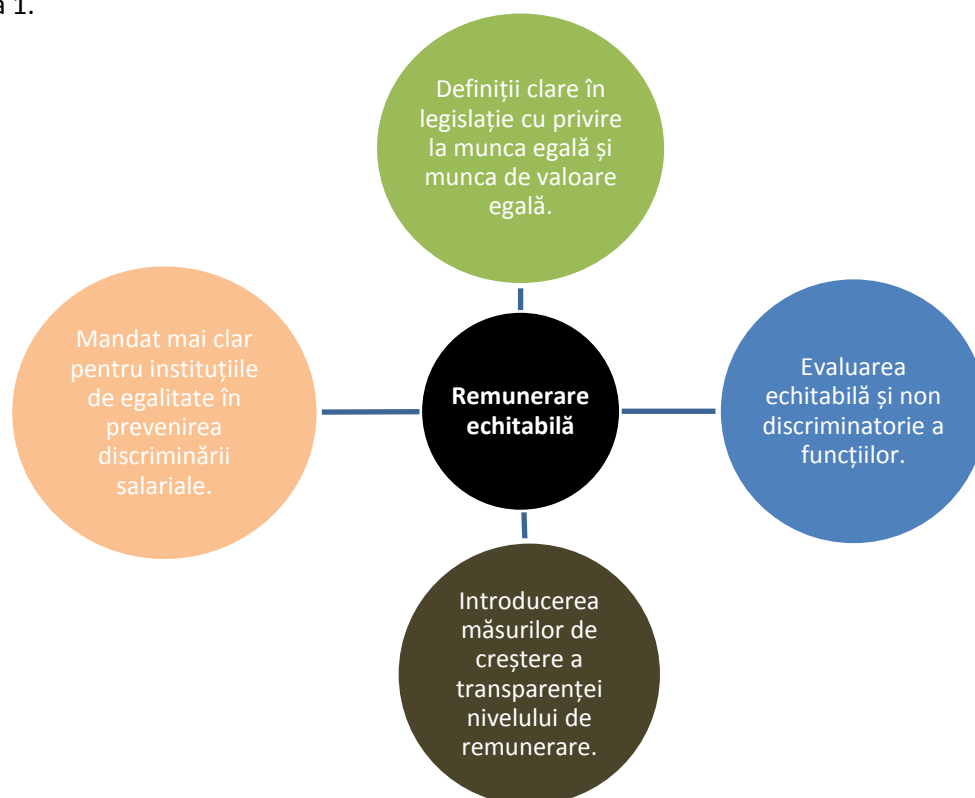 a 1.
Definiții clare în
legislație cu privire
la munca egală și
munca de valoare
egală.
Mandat mai clar
pentru instituțiile
de egalitate în
prevenirea
discriminării
salariale.
Remunerare
echitabilă
Evaluarea
echitabilă și non
discriminatorie a
funcțiilor.
Introducerea
măsurilor de
creștere a
transparenței
nivelului de
remunerare.